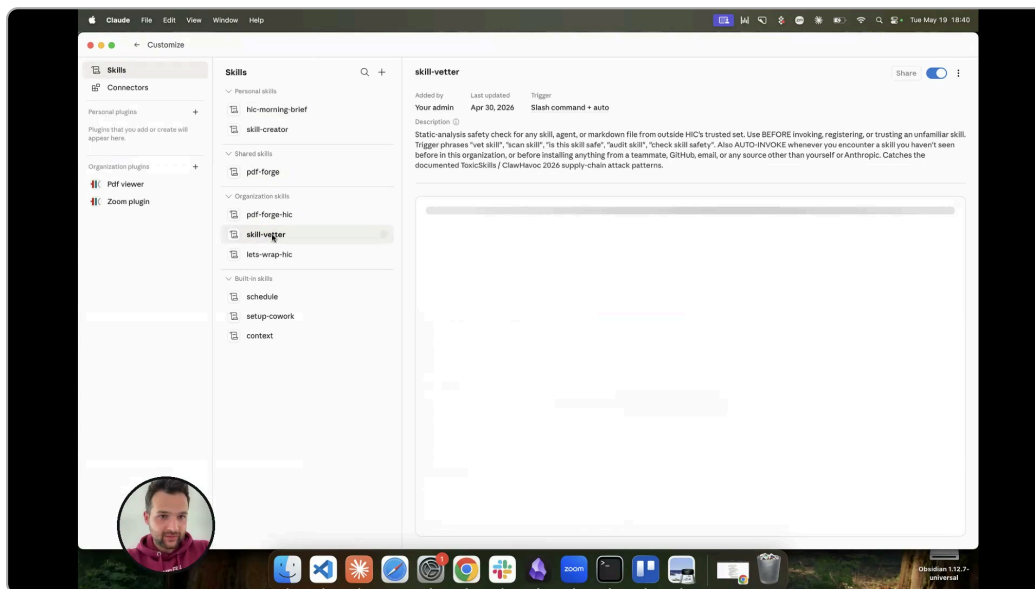 Claude File Edit View Window Help
Tue May 19 18:40
← Customize
Skills
Connectors
Personal plugins +
Plugins that you add or create will
appear here.
Organization plugins +
Pdf viewer
Zoom plugin
Skills
Personal skills
hic-morning-brief
skill-creator
Shared skills
pdf-forge
Organization skills
pdf-forge-hic
skill-vetter
lets-wrap-hic
Built-in skills
schedule
setup-cowork
context
skill-vetter
Share
Added by Last updated Trigger
Your admin Apr 30, 2026 Slash command + auto
Description
Static-analysis safety check for any skill, agent, or markdown file from outside HIC's trusted set. Use BEFORE invoking, registering, or trusting an unfamiliar skill.
Trigger phrases "vet skill", "scan skill", "is this skill safe", "audit skill", "check skill safety". Also AUTO-INVOKE whenever you encounter a skill you haven't seen
before in this organization, or before installing anything from a teammate, GitHub, email, or any source other than yourself or Anthropic. Catches the
documented ToxicSkills / ClawHavoc 2026 supply-chain attack patterns.
1
zoom
Obsidian 1.12.7-
universal